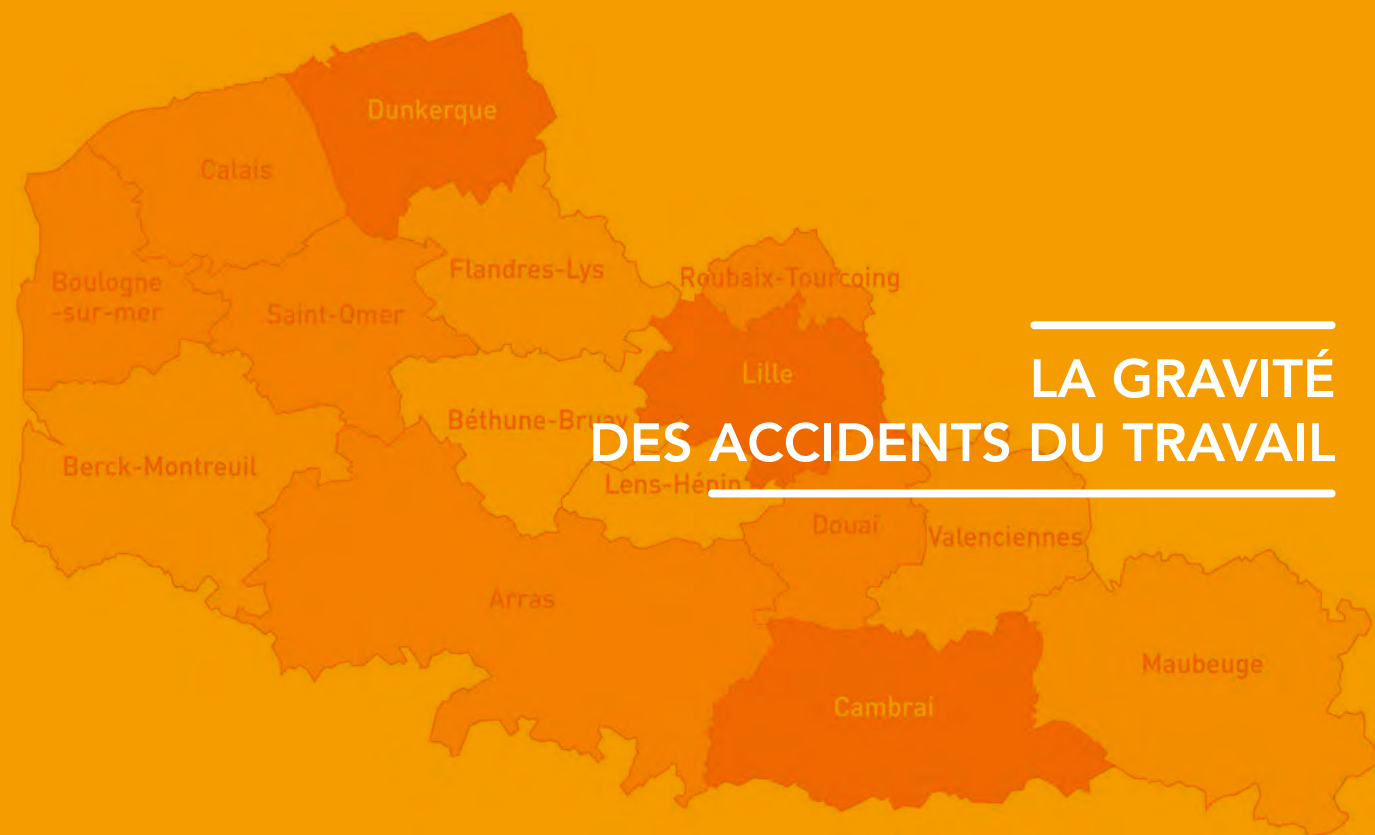 Dunkerque
Calais
Flandres-Lys
Roubaix-Tourcoing
Boulogne
-sur-mer
Saint-Omer
Lille
LA GRAVITÉ
DES ACCIDENTS DU TRAVAIL
Béthune-Bruay
Berck-Montreuil
Lens-Hénin
Douai
Valenciennes
Arras
Maubeuge
Cambrai